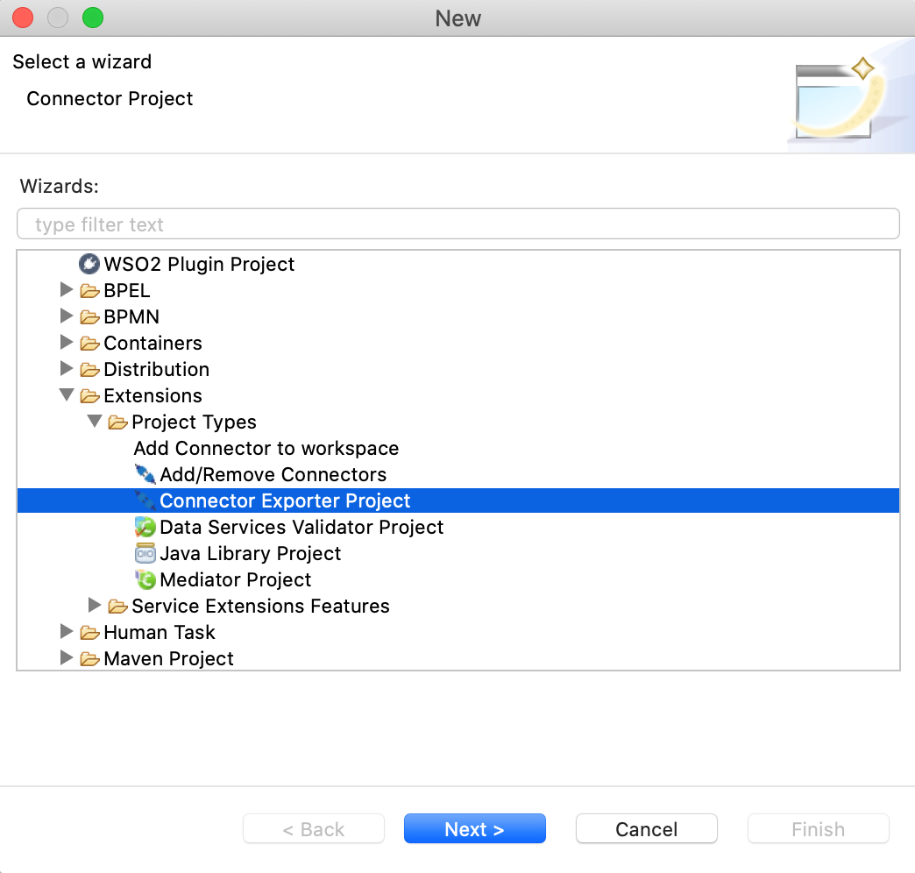 New
Select a wizard
Connector Project
Wizards:
type filter text
WSO2 Plugin Project
BPEL
BPMN
Containers
Distribution
Extensions
Project Types
Add Connector to workspace
Add/Remove Connectors
Connector Exporter Project
Data Services Validator Project
Java Library Project
Mediator Project
Service Extensions Features
Human Task
Maven Project
< Back Next > Cancel Finish